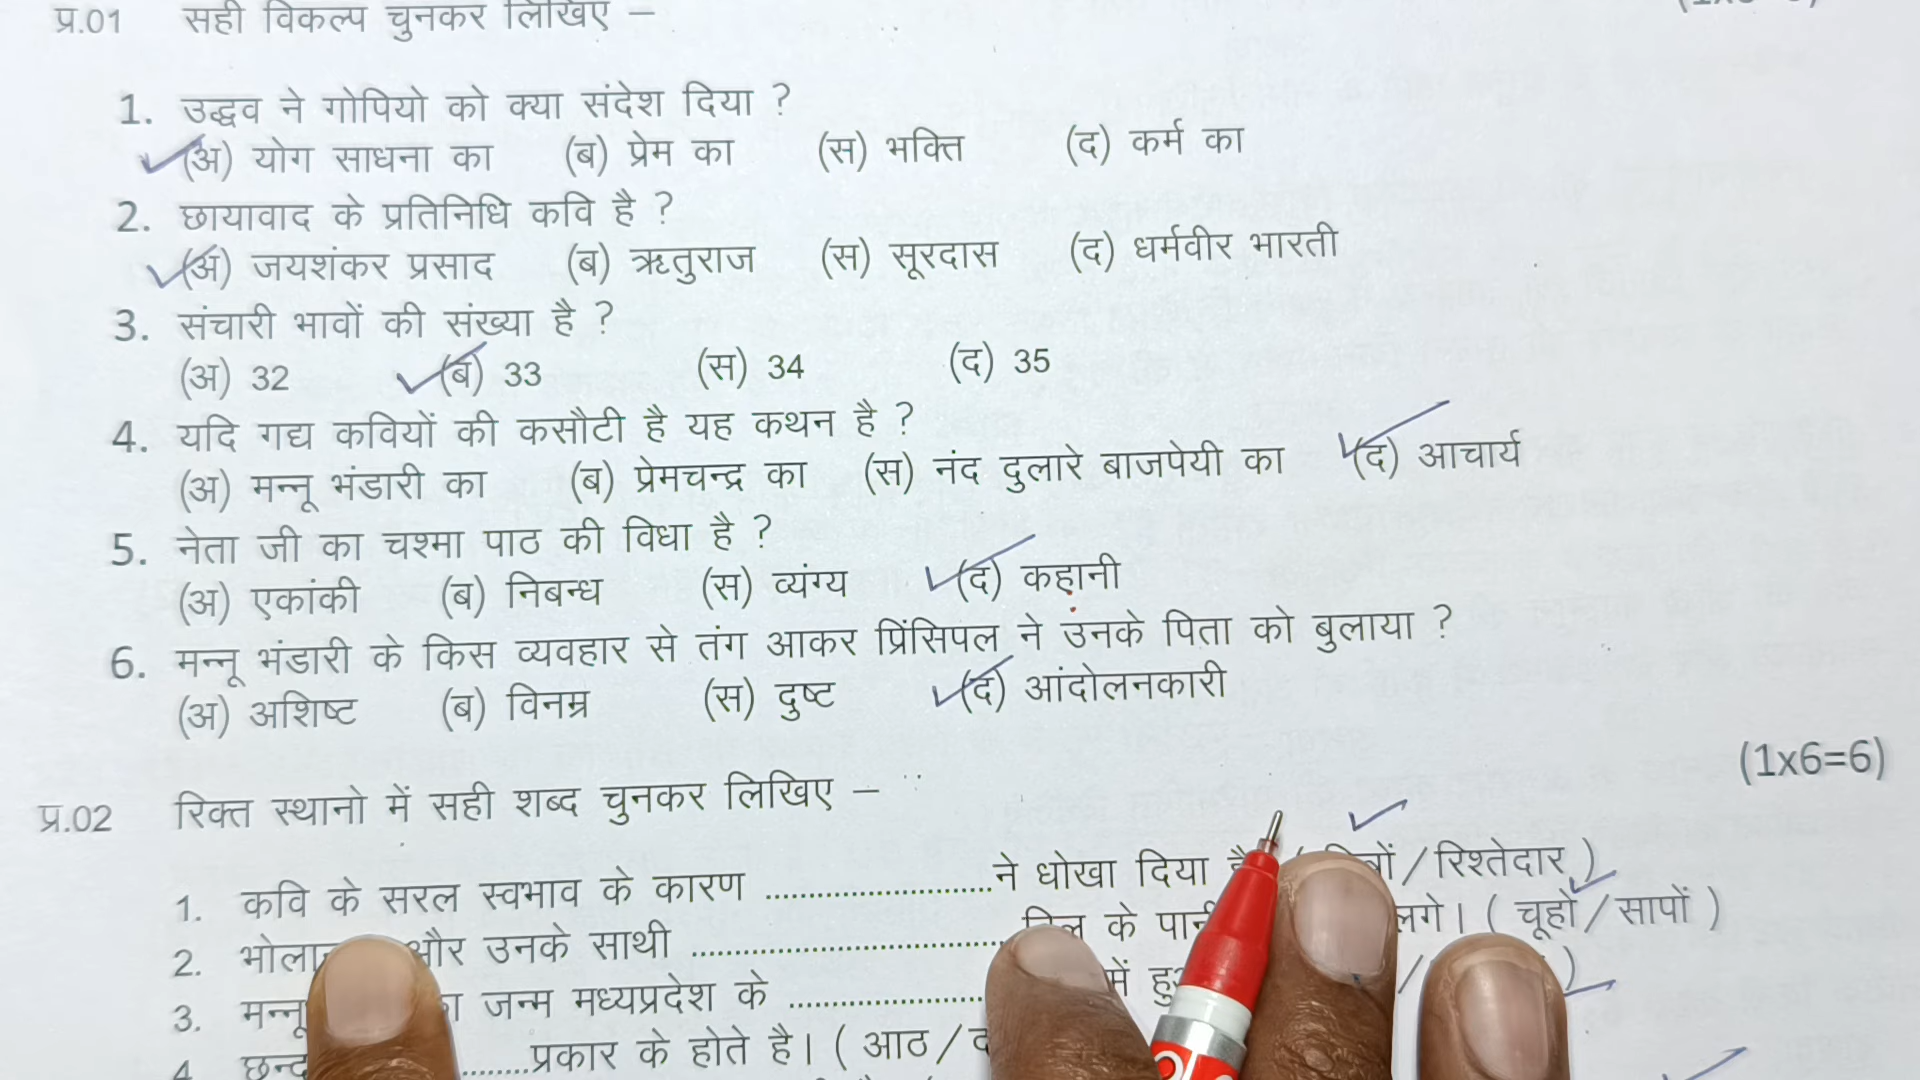 प्र.01 सही विकल्प चुनकर लिखिए –
1. उद्धव ने गोपियो को क्या संदेश दिया ?
(अ) योग साधना का (ब) प्रेम का (स) भक्ति (द) कर्म का
2. छायावाद के प्रतिनिधि कवि है ?
(अ) जयशंकर प्रसाद (ब) ऋतुराज (स) सूरदास (द) धर्मवीर भारती
3. संचारी भावों की संख्या है ?
(अ) 32 (ब) 33 (स) 34 (द) 35
4. यदि गद्य कवियों की कसौटी है यह कथन है ?
(अ) मन्नू भंडारी का (ब) प्रेमचन्द्र का (स) नंद दुलारे बाजपेयी का (द) आचार्य
5. नेता जी का चश्मा पाठ की विधा है ?
(अ) एकांकी (ब) निबन्ध (स) व्यंग्य (द) कहानी
6. मन्नू भंडारी के किस व्यवहार से तंग आकर प्रिंसिपल ने उनके पिता को बुलाया ?
(अ) अशिष्ट (ब) विनम्र (स) दुष्ट (द) आंदोलनकारी
(1x6=6)
प्र.02 रिक्त स्थानो में सही शब्द चुनकर लिखिए –
1. कवि के सरल स्वभाव के कारण ....................... ने धोखा दिया / रिश्तेदार )
2. और उनके साथी ................................ के लगे। ( चूहों / सापों )
3. मन्नू जन्म मध्यप्रदेश के .................... में
4. ........प्रकार के होते है। ( आठ /